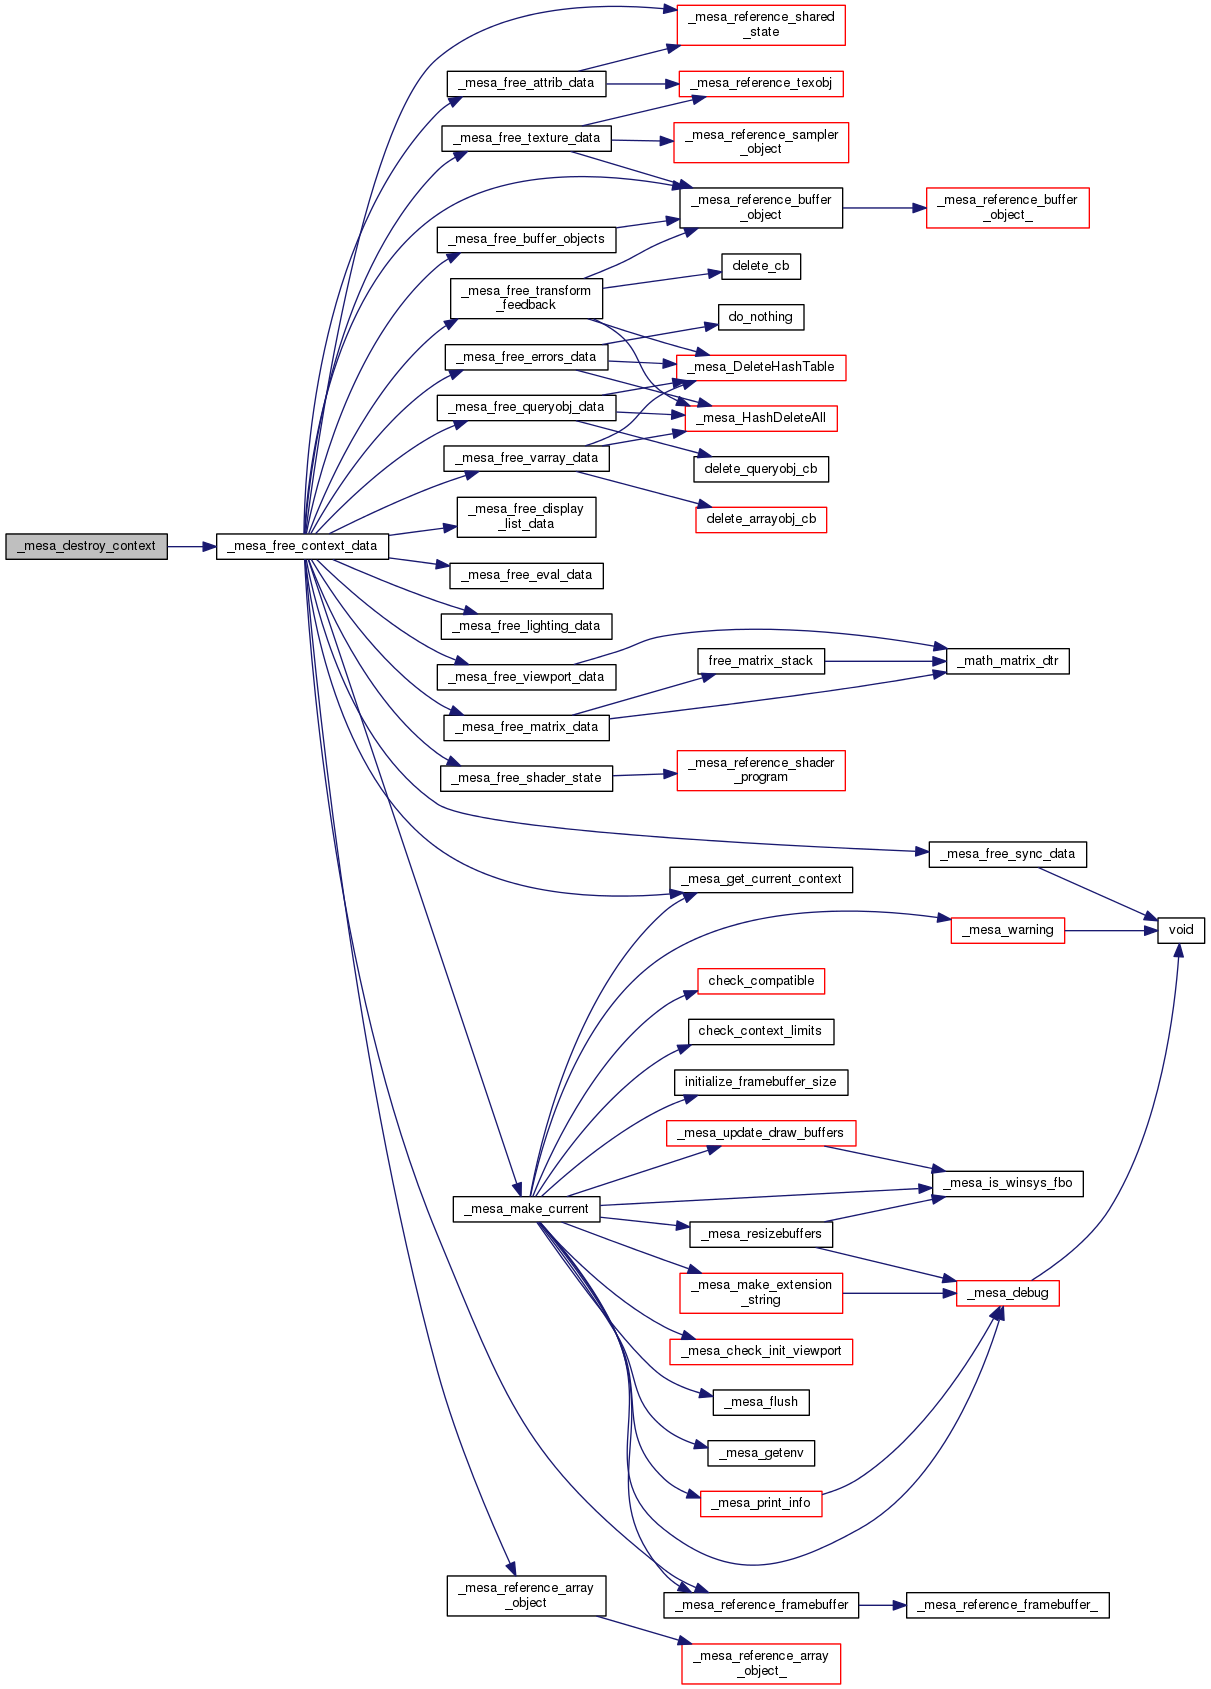 _mesa_reference_shared
_state
_mesa_free_attrib_data
_mesa_reference_texobj
_mesa_free_texture_data
_mesa_reference_sampler
_object
_mesa_reference_buffer
_object
_mesa_reference_buffer
_object_
_mesa_free_buffer_objects
delete_cb
_mesa_free_transform
_feedback
do_nothing
_mesa_free_errors_data
_mesa_DeleteHashTable
_mesa_free_queryobj_data
_mesa_HashDeleteAll
_mesa_free_varray_data
delete_queryobj_cb
_mesa_free_display
_list_data
delete_arrayobj_cb
_mesa_destroy_context
_mesa_free_context_data
_mesa_free_eval_data
_mesa_free_lighting_data
_mesa_free_viewport_data
free_matrix_stack
_math_matrix_dtr
_mesa_free_matrix_data
_mesa_free_shader_state
_mesa_reference_shader
_program
_mesa_free_sync_data
_mesa_get_current_context
_mesa_warning
void
check_compatible
check_context_limits
initialize_framebuffer_size
_mesa_update_draw_buffers
_mesa_is_winsys_fbo
_mesa_make_current
_mesa_resizebuffers
_mesa_make_extension
_string
_mesa_debug
_mesa_check_init_viewport
_mesa_flush
_mesa_getenv
_mesa_print_info
_mesa_reference_array
_object
_mesa_reference_framebuffer
_mesa_reference_framebuffer_
_mesa_reference_array
_object_